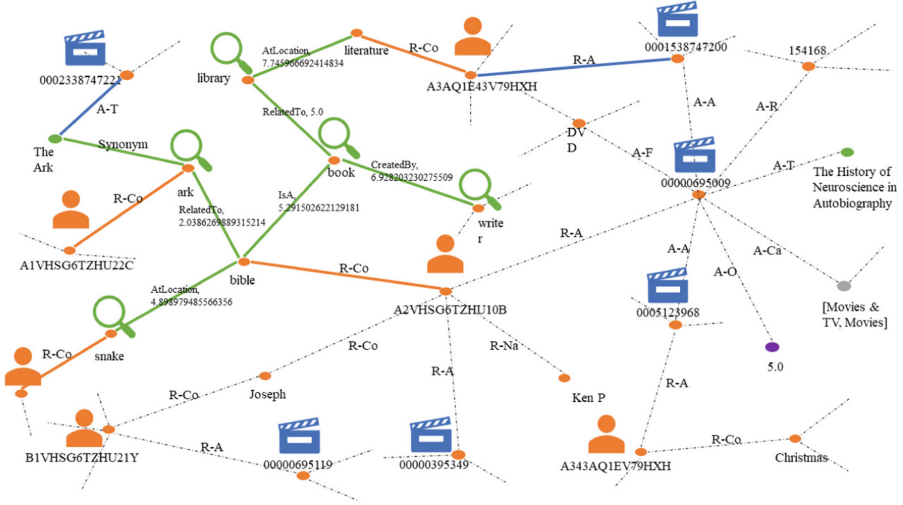 0002338747221
A-T
The
Ark
Synonym
ark
R-Co
A1VHSG6TZHU22C
library
AtLocation,
7.745966692414834
literature
R-Co
A3AQ1E43V79HXH
R-A
0001538747200
154168
A-A
A-R
RelatedTo, 5.0
book
CreatedBy,
6.928203230275509
write
r
DV
D
A-F
00000695009
A-T
The History of
Neuroscience in
Autobiography
RelatedTo,
2.0386269889315214
IsA,
5.291502622129181
bible
R-Co
R-A
A2VHSG6TZHU10B
A-A
A-O
A-Ca
0005123968
[Movies &
TV, Movies]
5.0
AtLocation,
4.898979485566356
snake
R-Co
R-Co
Joseph
R-Co
R-A
R-Na
Ken P
R-A
B1VHSG6TZHU21Y
R-A
00000695119
00000395349
A343AQ1EV79HXH
R-Co
Christmas